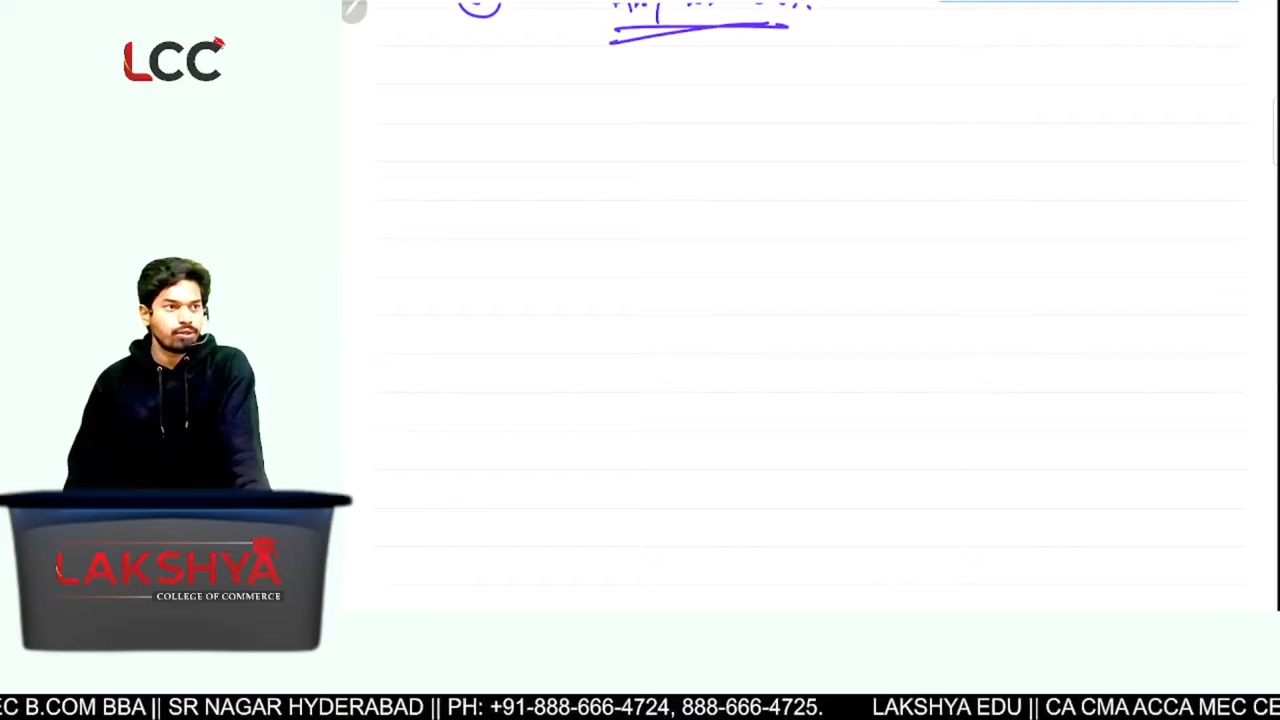 LCC
LAKSHYA
COLLEGE OF COMMERCE
EC B.COM BBA || SR NAGAR HYDERABAD || PH: +91-888-666-4724, 888-666-4725. LAKSHYA EDU || CA CMA ACCA MEC CE